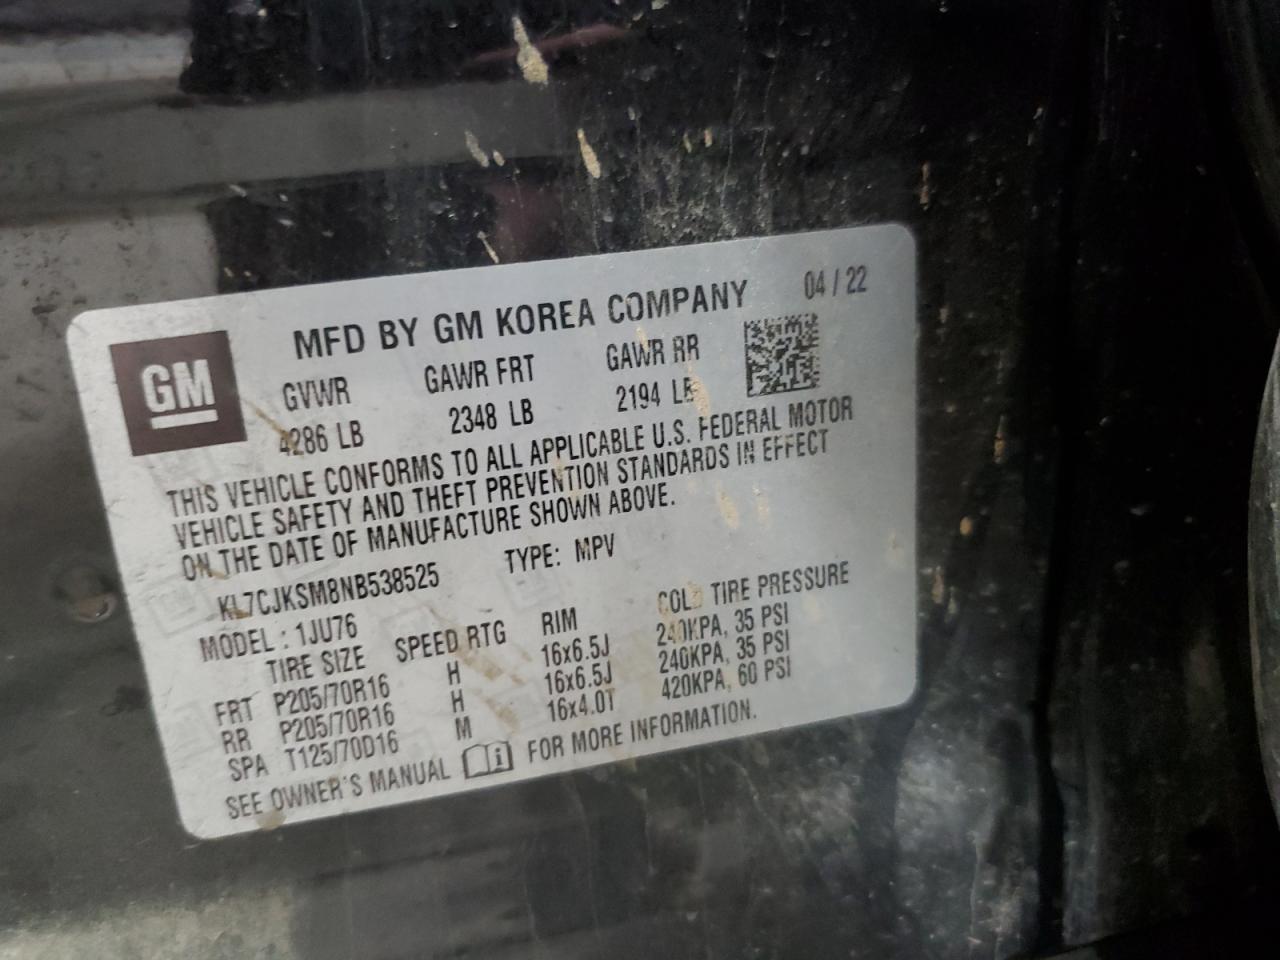 MFD BY GM KOREA COMPANY 04 / 22
GM
GVWR GAWR FRT GAWR RR
4286 LB 2348 LB 2194 LB
THIS VEHICLE CONFORMS TO ALL APPLICABLE U.S. FEDERAL MOTOR
VEHICLE SAFETY AND THEFT PREVENTION STANDARDS IN EFFECT
ON THE DATE OF MANUFACTURE SHOWN ABOVE.
KL7CJKSM8NB538525 TYPE: MPV
MODEL : 1JU76
TIRE SIZE SPEED RTG RIM COLD TIRE PRESSURE
FRT P205/70R16 H 16x6.5J 240KPA, 35 PSI
RR P205/70R16 H 16x6.5J 240KPA, 35 PSI
SPA T125/70D16 M 16x4.0T 420KPA, 60 PSI
SEE OWNER'S MANUAL FOR MORE INFORMATION.